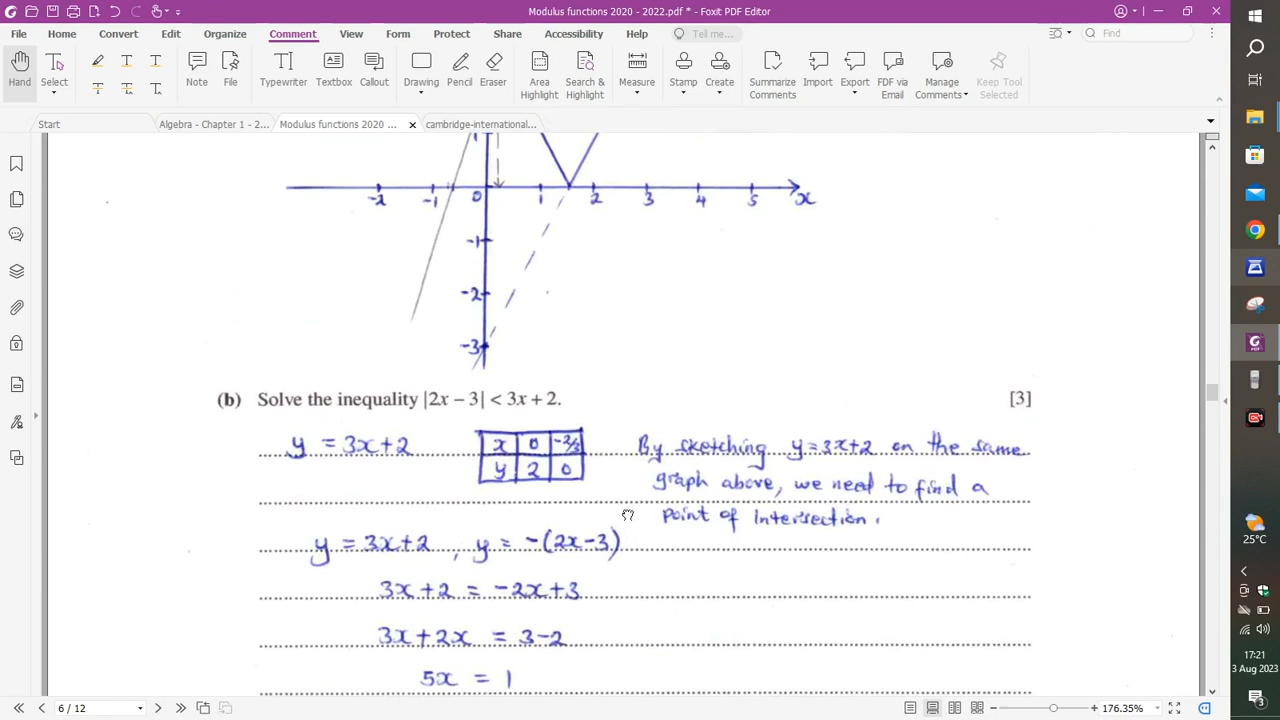 Modulus functions 2020 - 2022.pdf * - Foxit PDF Editor
File Home Convert Edit Organize Comment View Form Protect Share Accessibility Help Tell me... Find
Hand Select Note File Typewriter Textbox Callout Drawing Pencil Eraser Area Highlight Search & Highlight Measure Stamp Create Summarize Comments Import Export FDF via Email Manage Comments Keep Tool Selected
Start Algebra - Chapter 1 - 2... Modulus functions 2020 ... cambridge-international...
1
-2 -1 0 1 2 3 4 5 x
-1
-2
-3
(b) Solve the inequality |2x − 3| < 3x + 2. [3]
y = 3x+2 x 0 -2/3 By sketching y=3x+2 on the same
y 2 0 graph above, we need to find a
point of intersection.
y = 3x+2 , y = -(2x-3)
3x+2 = -2x+3
3x+2x = 3-2
5x = 1
6 / 12 176.35%
25°C
17:21
3 Aug 2023
3